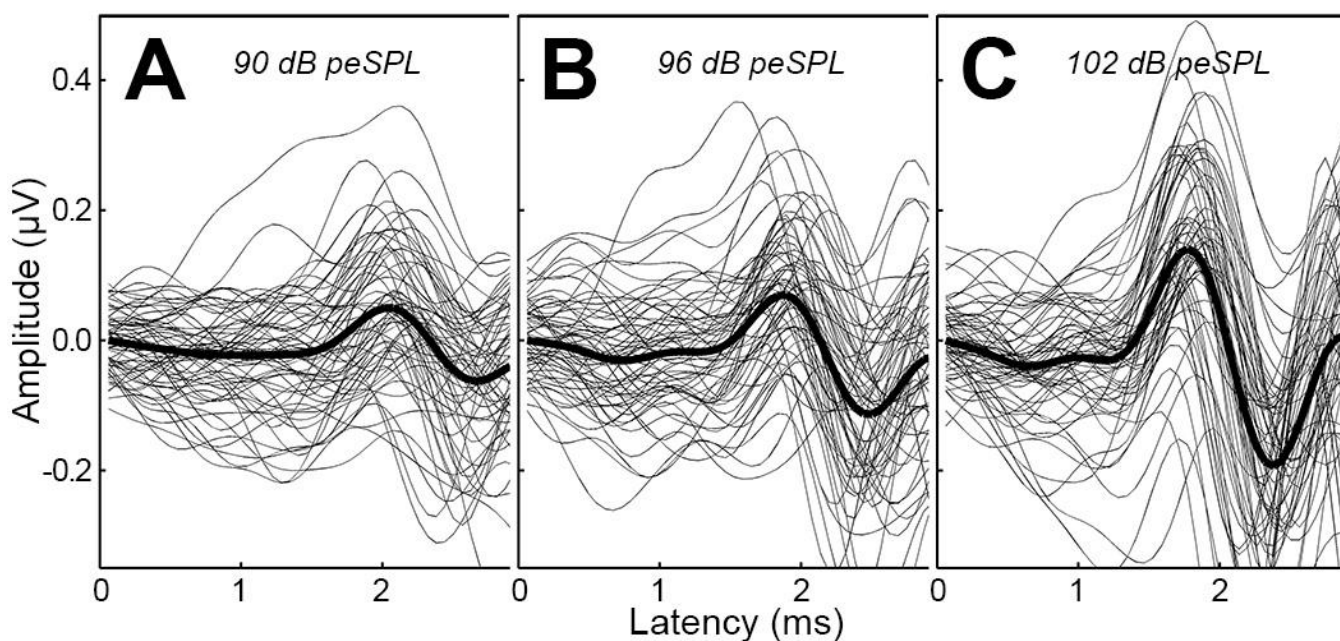 A 90 dB peSPL
B 96 dB peSPL
C 102 dB peSPL
Amplitude (µV)
0.4
0.2
0.0
-0.2
0 1 2
0 1 2
0 1 2
Latency (ms)